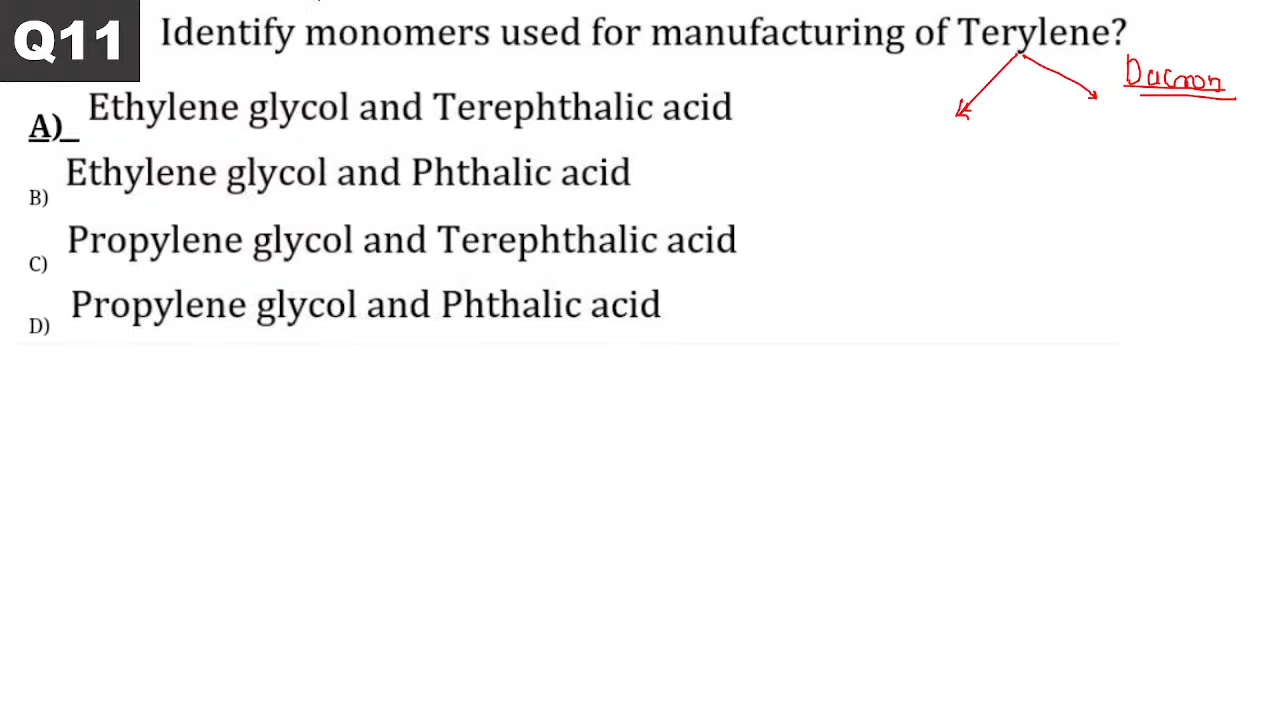 Q11 Identify monomers used for manufacturing of Terylene?
Dacron
A) Ethylene glycol and Terephthalic acid
B) Ethylene glycol and Phthalic acid
C) Propylene glycol and Terephthalic acid
D) Propylene glycol and Phthalic acid